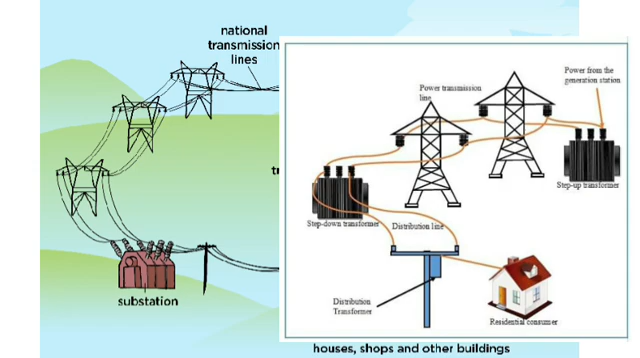 national
transmission
lines
substation
houses, shops and other buildings
Power from the
generation station
Power transmission
line
Step-up transformer
Step-down transformer
Distribution line
Distribution
Transformer
Residential consumer